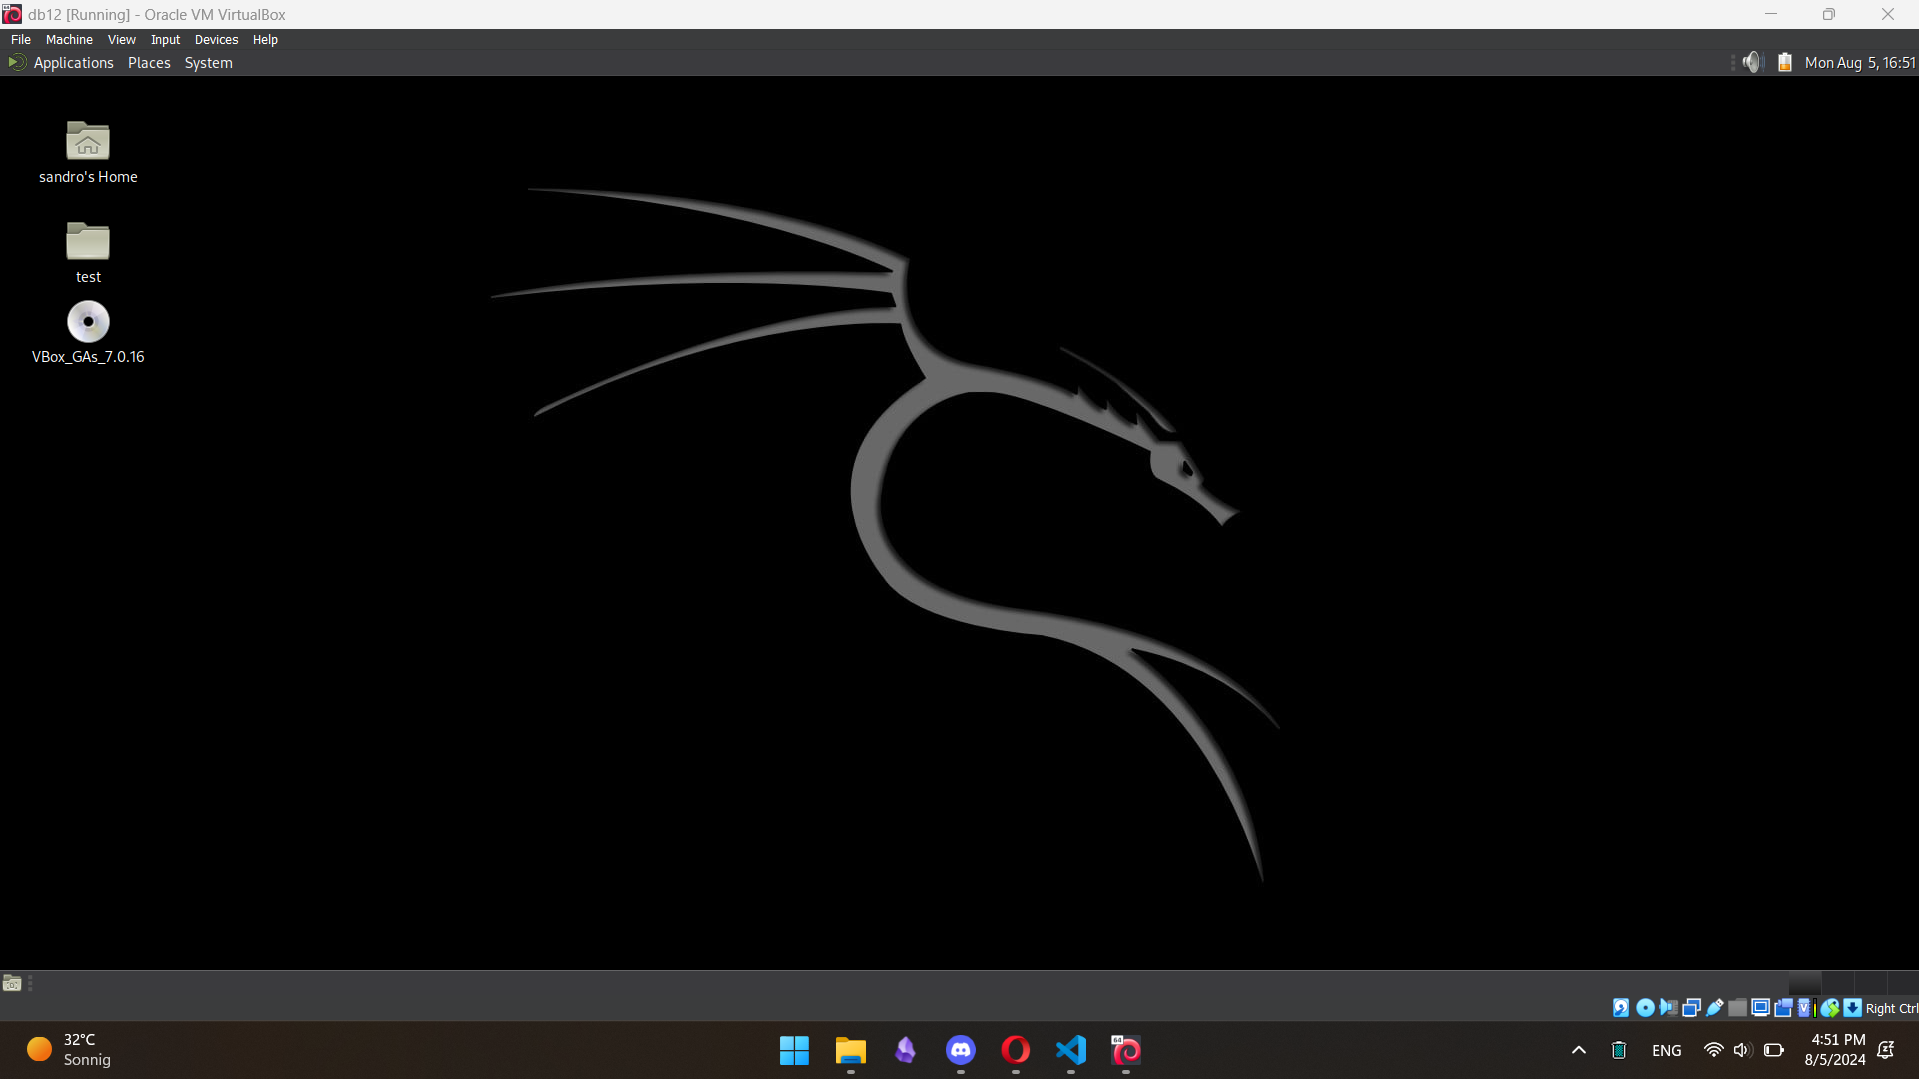 db12 [Running] - Oracle VM VirtualBox
File Machine View Input Devices Help
Applications Places System
Mon Aug 5, 16:51
sandro's Home
test
VBox_GAs_7.0.16
Right Ctrl
32°C
Sonnig
64
ENG
4:51 PM
8/5/2024